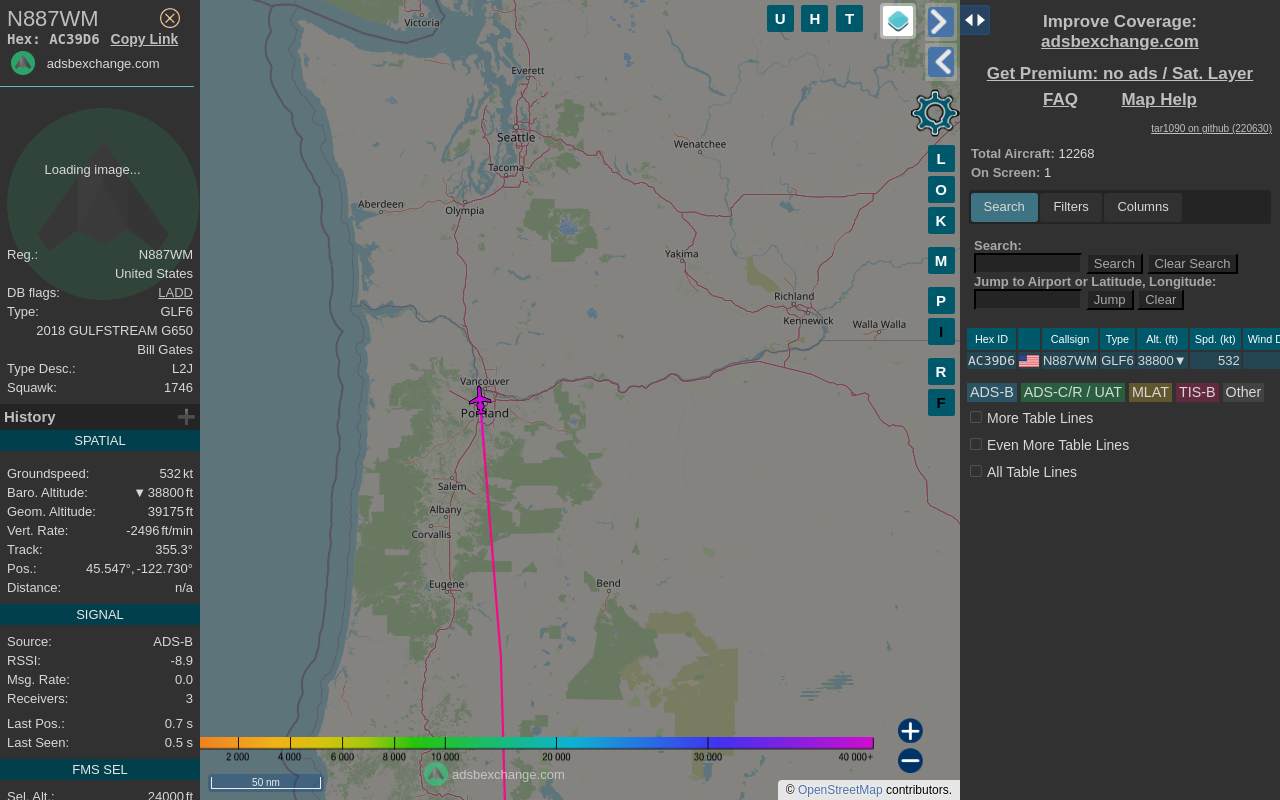 N887WM
Hex: AC39D6 Copy Link
adsbexchange.com
Loading image...
Reg.: N887WM
United States
DB flags: LADD
Type: GLF6
2018 GULFSTREAM G650
Bill Gates
Type Desc.: L2J
Squawk: 1746
History
SPATIAL
Groundspeed: 532 kt
Baro. Altitude: ▼ 38800 ft
Geom. Altitude: 39175 ft
Vert. Rate: -2496 ft/min
Track: 355.3°
Pos.: 45.547°, -122.730°
Distance: n/a
SIGNAL
Source: ADS-B
RSSI: -8.9
Msg. Rate: 0.0
Receivers: 3
Last Pos.: 0.7 s
Last Seen: 0.5 s
FMS SEL
Sel. Alt.: 24000 ft
U H T
L
O
K
M
P
I
R
F
Victoria
Everett
Seattle
Wenatchee
Tacoma
Aberdeen
Olympia
Yakima
Richland
Kennewick
Walla Walla
Vancouver
Portland
Salem
Albany
Corvallis
Eugene
Bend
2 000 4 000 6 000 8 000 10 000 20 000 30 000 40 000+
50 nm
adsbexchange.com
© OpenStreetMap contributors.
Improve Coverage:
adsbexchange.com
Get Premium: no ads / Sat. Layer
FAQ Map Help
tar1090 on github (220630)
Total Aircraft: 12268
On Screen: 1
Search Filters Columns
Search:
Search Clear Search
Jump to Airport or Latitude, Longitude:
Jump Clear
Hex ID Callsign Type Alt. (ft) Spd. (kt) Wind D
AC39D6 N887WM GLF6 38800▼ 532
ADS-B ADS-C/R / UAT MLAT TIS-B Other
More Table Lines
Even More Table Lines
All Table Lines